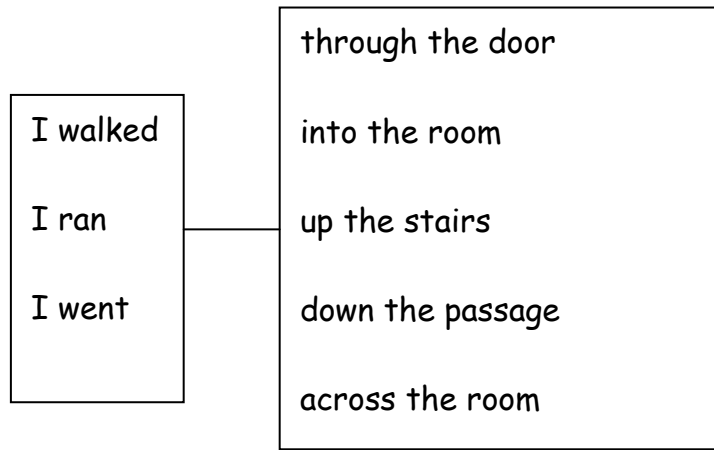 I walked
I ran
I went
through the door
into the room
up the stairs
down the passage
across the room